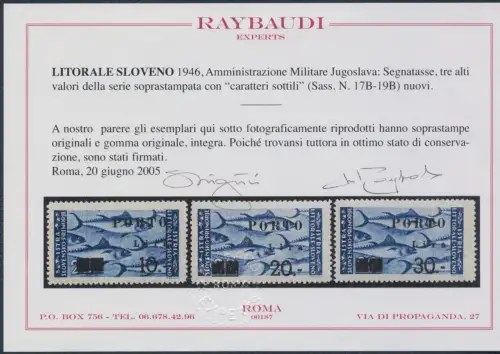 RAYBAUDI
EXPERTS
LITORALE SLOVENO 1946, Amministrazione Militare Jugoslava: Segnatasse, tre alti
valori della serie soprastampata con “caratteri sottili” (Sass. N. 17B-19B) nuovi.
A nostro parere gli esemplari qui sotto fotograficamente riprodotti hanno soprastampe
originali e gomma originale, integra. Poiché trovansi tuttora in ottimo stato di conserva-
zione, sono stati firmati.
Roma, 20 giugno 2005
PORTO PORTO PORTO
Lira Lira Lira
10.- 20.- 30.-
ROMA
P.O. BOX 756 - TEL. 06.678.42.96 00187 VIA DI PROPAGANDA, 27